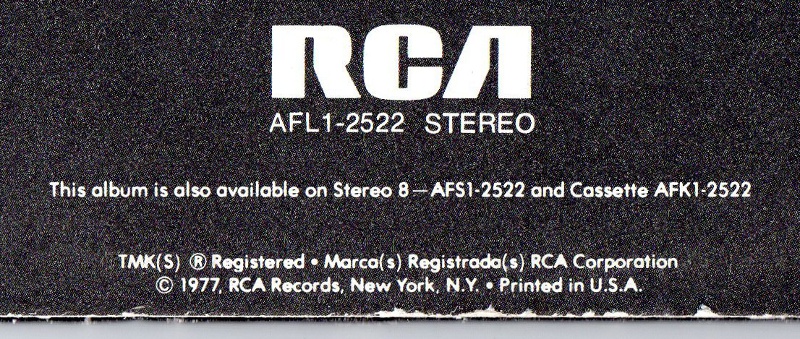 RCA
AFL1-2522 STEREO
This album is also available on Stereo 8 — AFS1-2522 and Cassette AFK1-2522
TMK(S) ® Registered • Marca(s) Registrada(s) RCA Corporation
© 1977, RCA Records, New York, N.Y. • Printed in U.S.A.